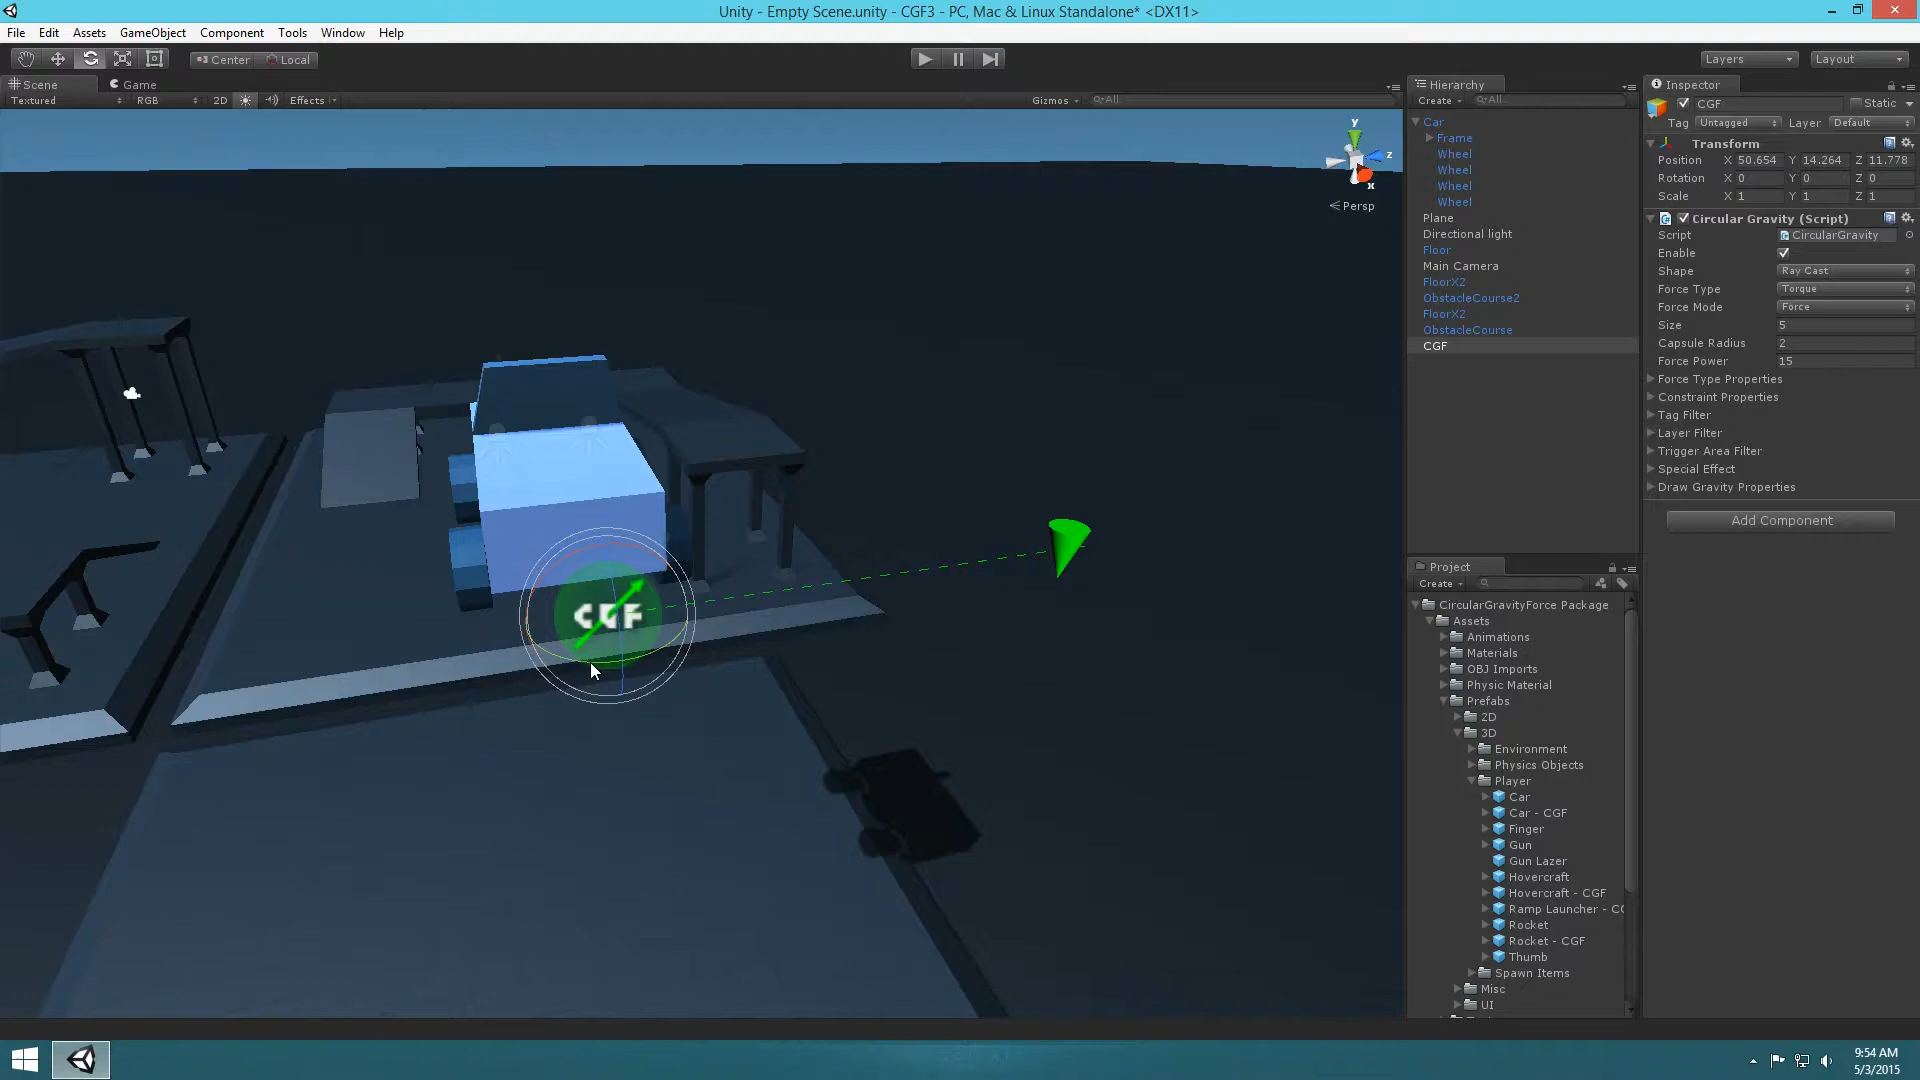 Unity - Empty Scene.unity - CGF3 - PC, Mac & Linux Standalone* <DX11>
File Edit Assets GameObject Component Tools Window Help
Center Local
Layers Layout
Scene Game
Textured RGB 2D Effects Gizmos All
y
z
x
Persp
CGF
Hierarchy
Create All
Car
Frame
Wheel
Wheel
Wheel
Wheel
Plane
Directional light
Floor
Main Camera
FloorX2
ObstacleCourse2
FloorX2
ObstacleCourse
CGF
Project
Create
CircularGravityForce Package
Assets
Animations
Materials
OBJ Imports
Physic Material
Prefabs
2D
3D
Environment
Physics Objects
Player
Car
Car - CGF
Finger
Gun
Gun Lazer
Hovercraft
Hovercraft - CGF
Ramp Launcher - CG
Rocket
Rocket - CGF
Thumb
Spawn Items
Misc
UI
Inspector
CGF Static
Tag Untagged Layer Default
Transform
Position X 50.654 Y 14.264 Z 11.778
Rotation X 0 Y 0 Z 0
Scale X 1 Y 1 Z 1
Circular Gravity (Script)
Script CircularGravity
Enable
Shape Ray Cast
Force Type Torque
Force Mode Force
Size 5
Capsule Radius 2
Force Power 15
Force Type Properties
Constraint Properties
Tag Filter
Layer Filter
Trigger Area Filter
Special Effect
Draw Gravity Properties
Add Component
9:54 AM
5/3/2015